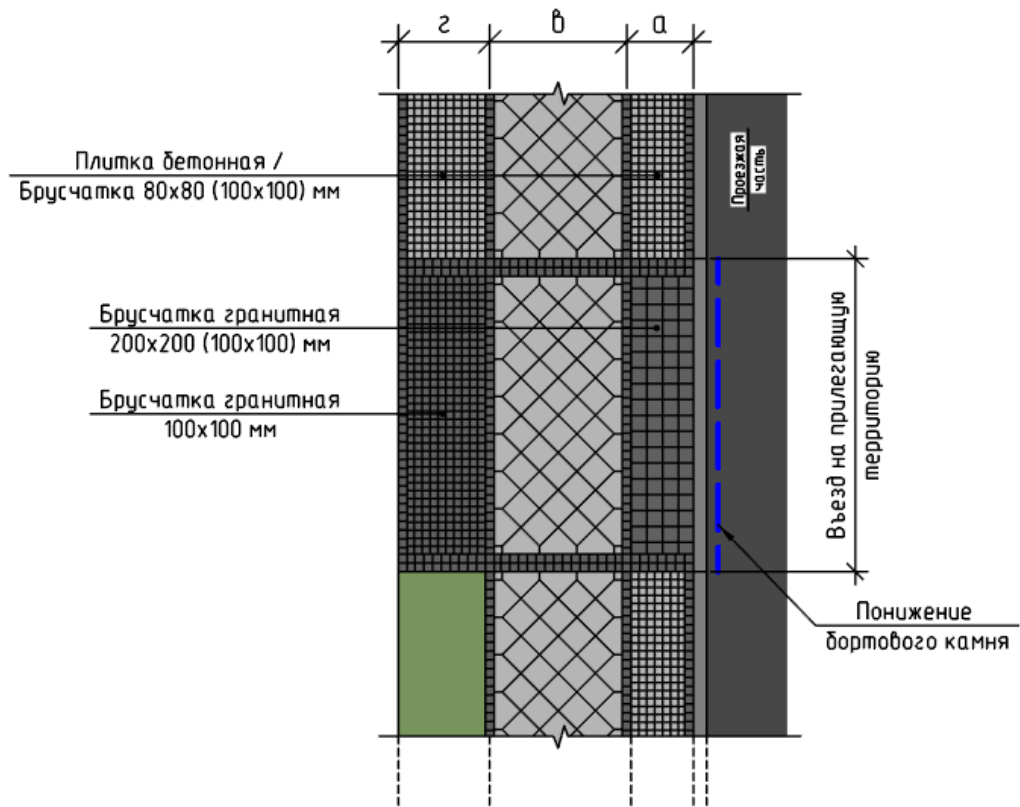 г в а
Плитка бетонная /
Брусчатка 80х80 (100х100) мм
Проезжая
часть
Брусчатка гранитная
200х200 (100х100) мм
Брусчатка гранитная
100х100 мм
Въезд на прилегающую
территорию
Понижение
бортового камня